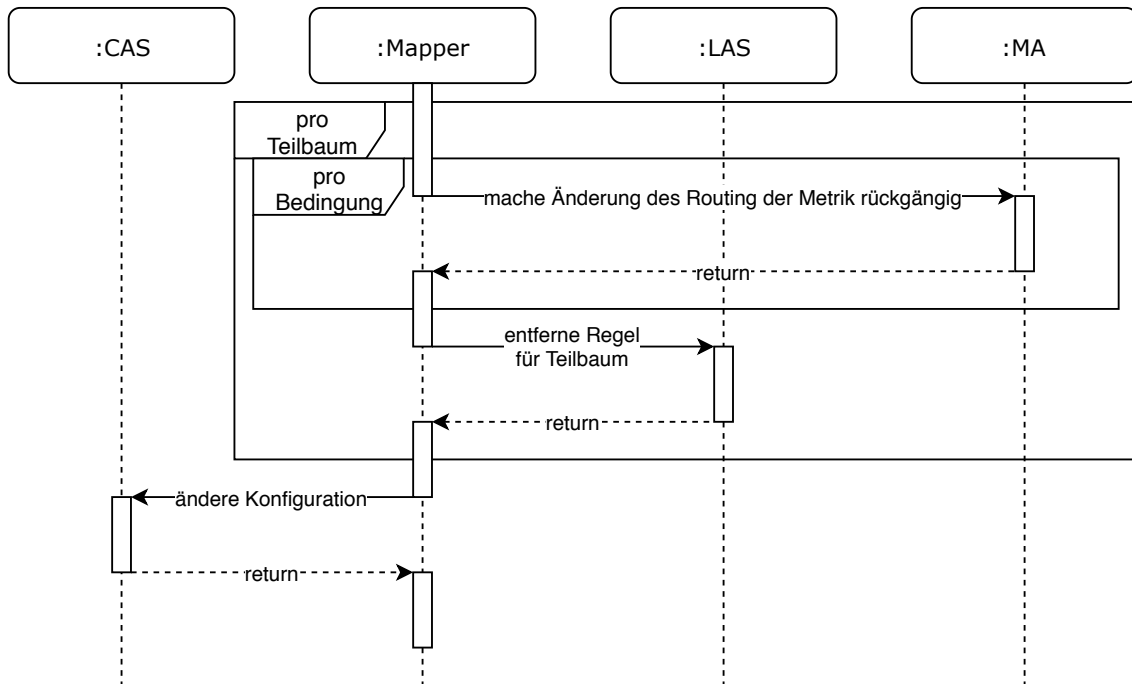 :CAS
:Mapper
:LAS
:MA
pro
Teilbaum
pro
Bedingung
mache Änderung des Routing der Metrik rückgängig
return
entferne Regel
für Teilbaum
return
ändere Konfiguration
return